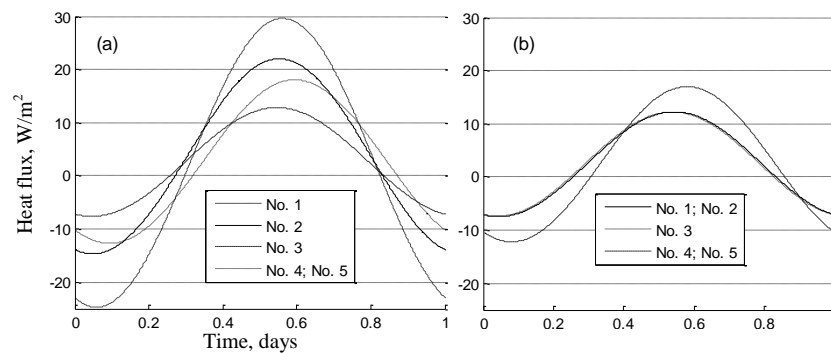 (a)
30
20
10
0
-10
-20
Heat flux, W/m²
No. 1
No. 2
No. 3
No. 4; No. 5
0
0.2
0.4
0.6
0.8
1
Time, days
(b)
30
20
10
0
-10
-20
No. 1; No. 2
No. 3
No. 4; No. 5
0
0.2
0.4
0.6
0.8